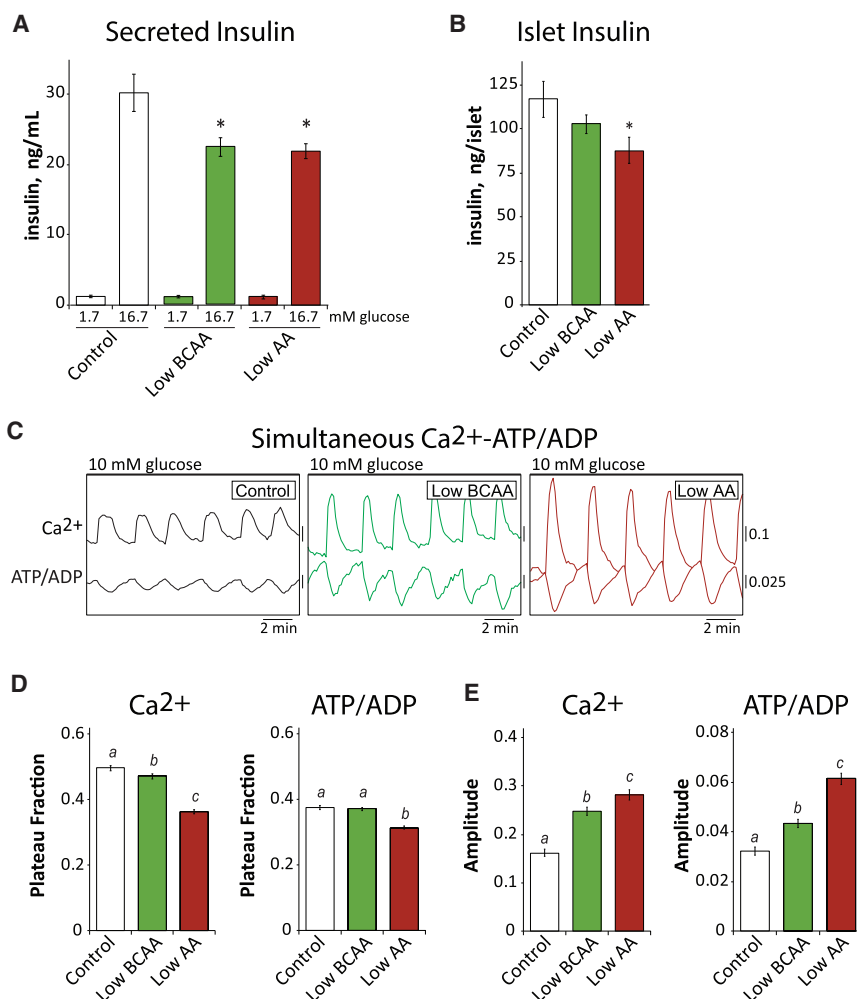 A
Secreted Insulin
insulin, ng/mL
30
20
10
0
*
*
1.7 16.7 1.7 16.7 1.7 16.7 mM glucose
Control
Low BCAA
Low AA
B
Islet Insulin
insulin, ng/islet
125
100
75
50
25
0
*
Control
Low BCAA
Low AA
C
Simultaneous Ca2+-ATP/ADP
10 mM glucose
10 mM glucose
10 mM glucose
Control
Low BCAA
Low AA
Ca2+
0.1
ATP/ADP
0.025
2 min
2 min
2 min
D
Ca2+
Plateau Fraction
0.6
0.4
0.2
0
a
b
c
Control
Low BCAA
Low AA
ATP/ADP
Plateau Fraction
0.6
0.4
0.2
0
a
a
b
Control
Low BCAA
Low AA
E
Ca2+
Amplitude
0.4
0.3
0.2
0.1
0
a
b
c
Control
Low BCAA
Low AA
ATP/ADP
Amplitude
0.08
0.06
0.04
0.02
0
a
b
c
Control
Low BCAA
Low AA